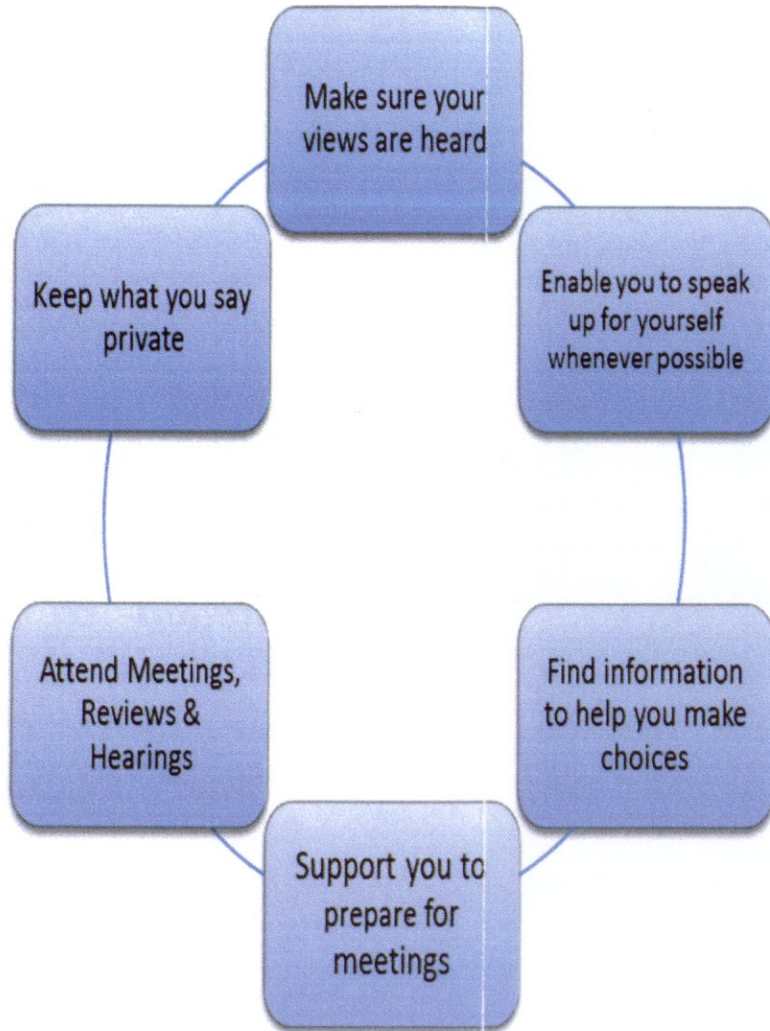 Make sure your
views are heard
Enable you to speak
up for yourself
whenever possible
Find information
to help you make
choices
Support you to
prepare for
meetings
Attend Meetings,
Reviews &
Hearings
Keep what you say
private